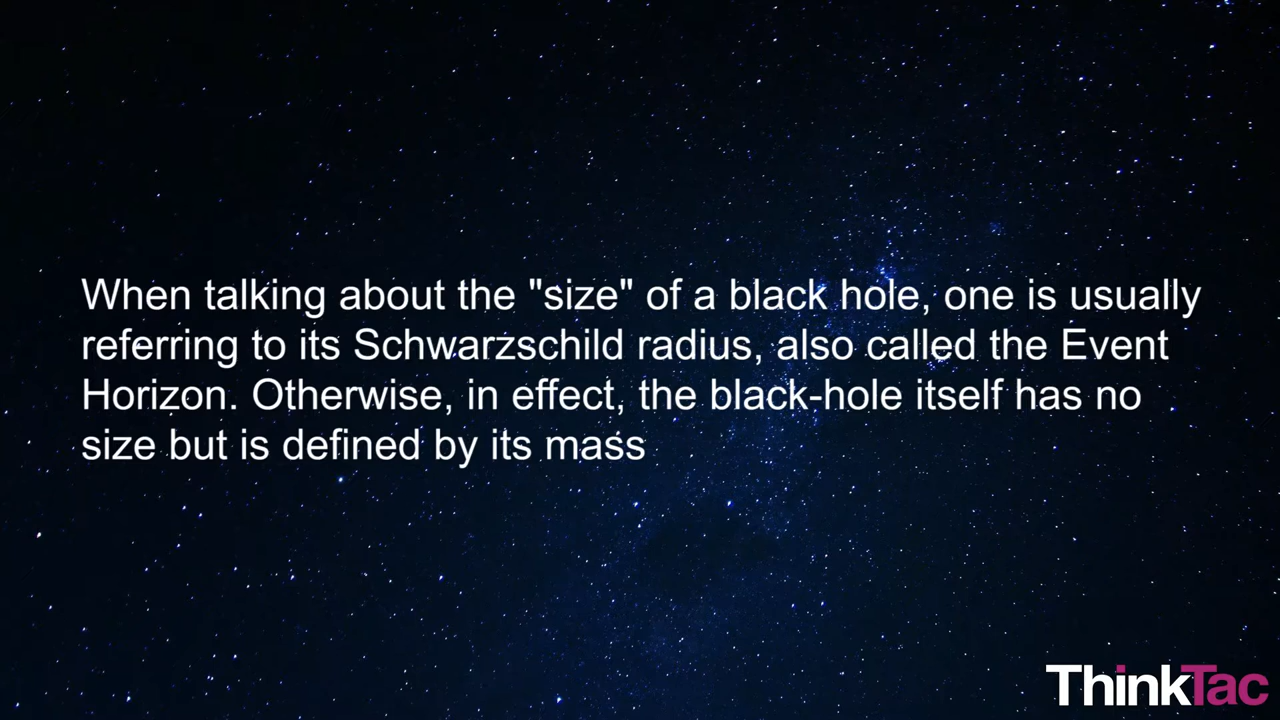 When talking about the "size" of a black hole, one is usually
referring to its Schwarzschild radius, also called the Event
Horizon. Otherwise, in effect, the black-hole itself has no
size but is defined by its mass
ThinkTac